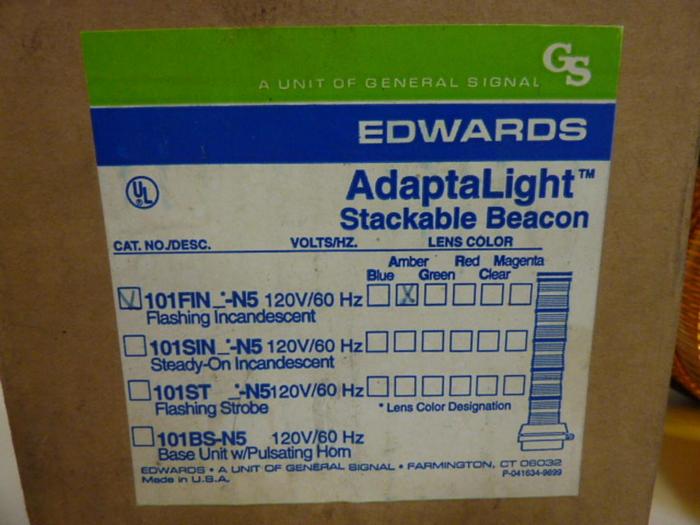 GS
A UNIT OF GENERAL SIGNAL
EDWARDS
UL
AdaptaLight™
Stackable Beacon
CAT. NO./DESC. VOLTS/HZ. LENS COLOR
Amber Red Magenta
Blue Green Clear
101FIN_*-N5 120V/60 Hz X
Flashing Incandescent
101SIN_*-N5 120V/60 Hz
Steady-On Incandescent
101ST_*-N5 120V/60 Hz
Flashing Strobe
* Lens Color Designation
101BS-N5 120V/60 Hz
Base Unit w/Pulsating Horn
EDWARDS • A UNIT OF GENERAL SIGNAL • FARMINGTON, CT 06032
Made in U.S.A. P-041634-9699